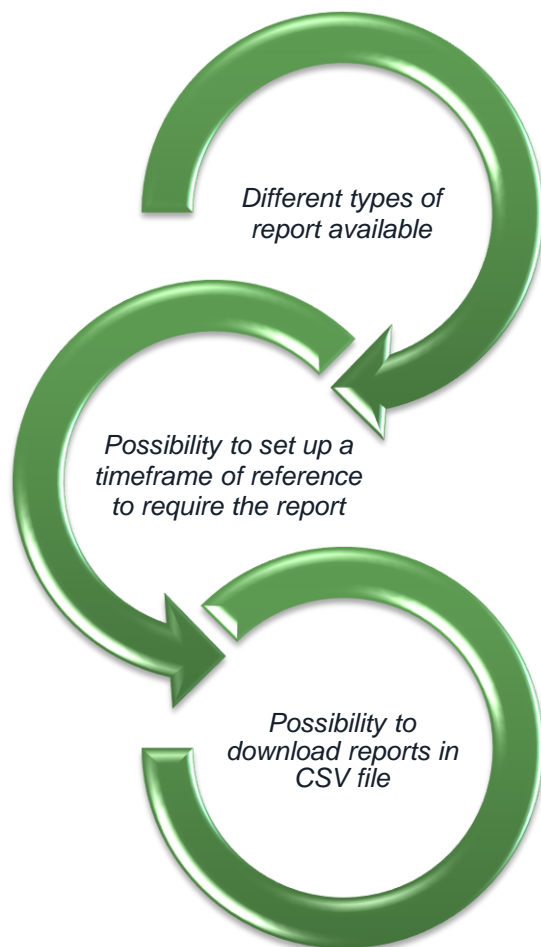 Different types of
report available
Possibility to set up a
timeframe of reference
to require the report
Possibility to
download reports in
CSV file